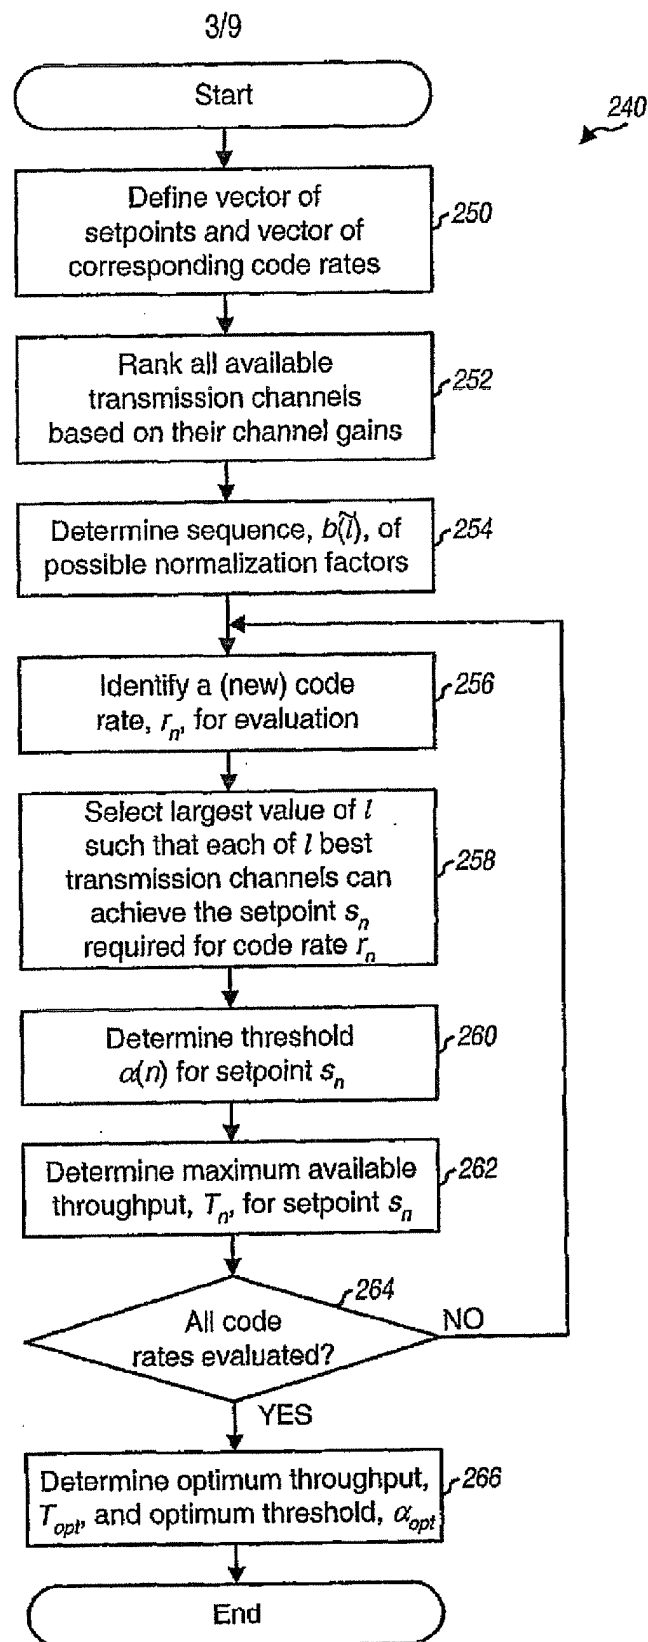 3/9
Start
240
Define vector of
setpoints and vector of
corresponding code rates
250
Rank all available
transmission channels
based on their channel gains
252
Determine sequence, b(l̃), of
possible normalization factors
254
Identify a (new) code
rate, rₙ, for evaluation
256
Select largest value of l
such that each of l best
transmission channels can
achieve the setpoint sₙ
required for code rate rₙ
258
Determine threshold
α(n) for setpoint sₙ
260
Determine maximum available
throughput, Tₙ, for setpoint sₙ
262
264
All code
rates evaluated?
NO
YES
Determine optimum throughput,
T_opt, and optimum threshold, α_opt
266
End